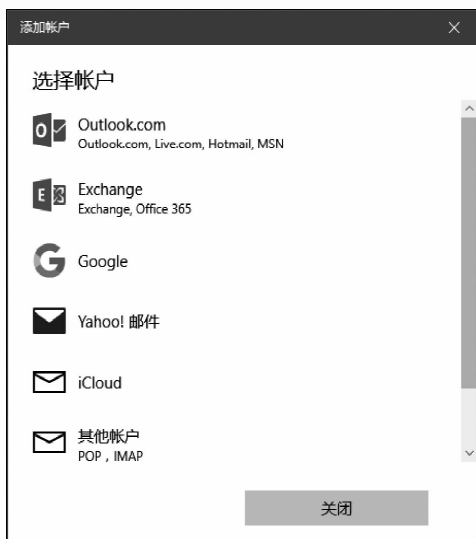 添加帐户
选择帐户
Outlook.com
Outlook.com, Live.com, Hotmail, MSN
Exchange
Exchange, Office 365
Google
Yahoo! 邮件
iCloud
其他帐户
POP , IMAP
关闭